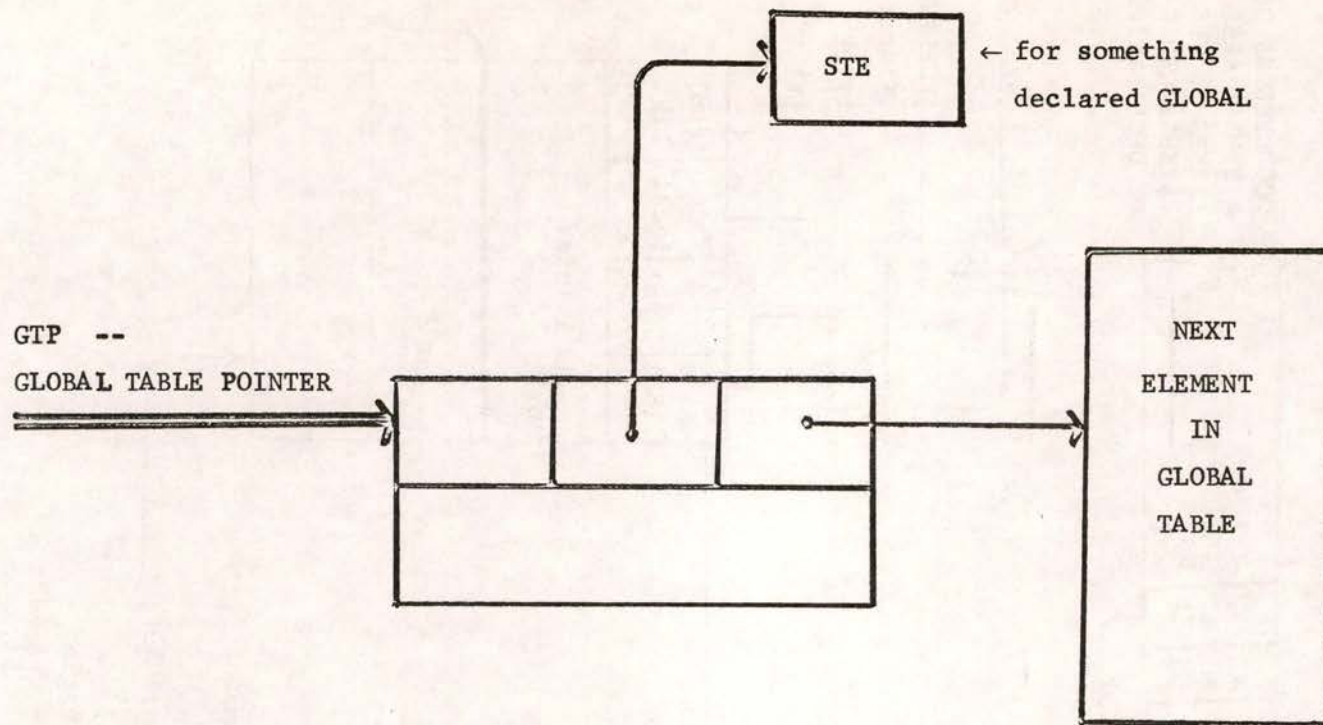 STE
← for something
declared GLOBAL
GTP --
GLOBAL TABLE POINTER
NEXT
ELEMENT
IN
GLOBAL
TABLE